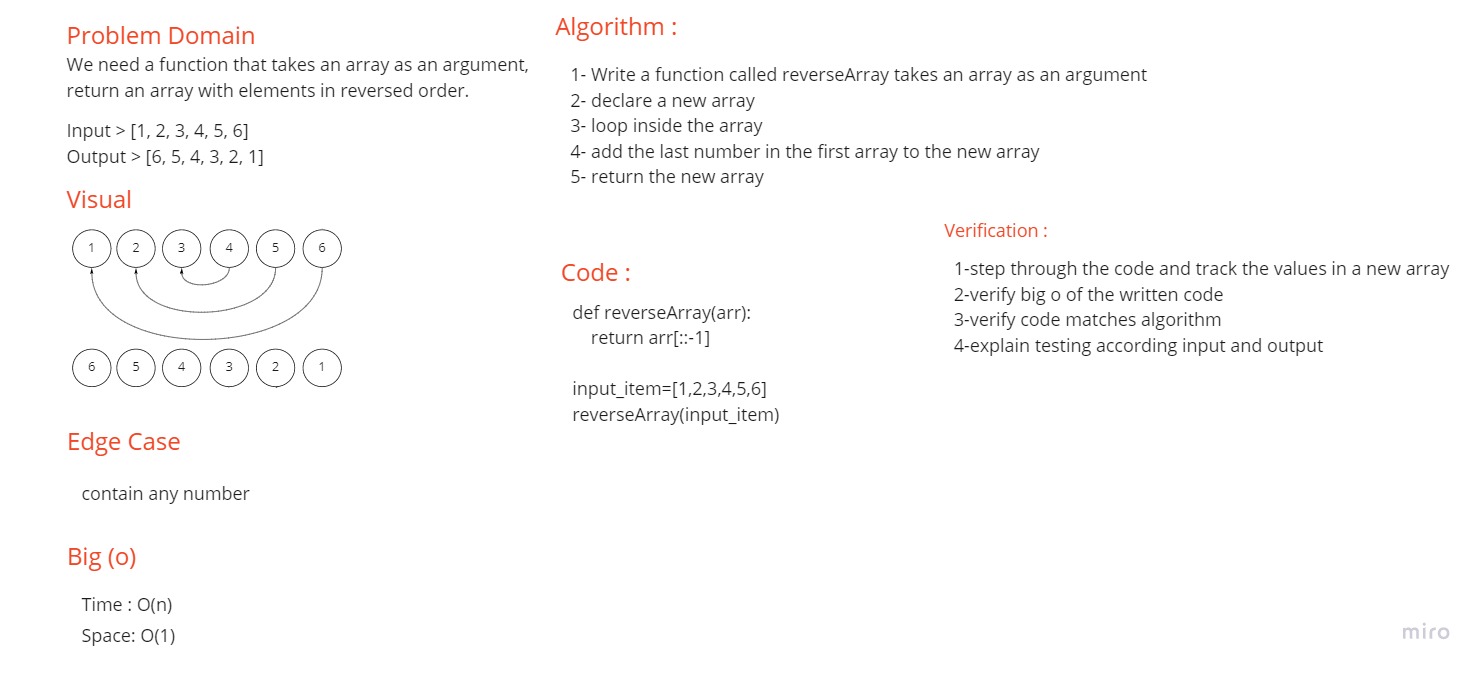 Problem Domain
We need a function that takes an array as an argument,
return an array with elements in reversed order.
Input > [1, 2, 3, 4, 5, 6]
Output > [6, 5, 4, 3, 2, 1]
Visual
1 2 3 4 5 6
6 5 4 3 2 1
Edge Case
contain any number
Big (o)
Time : O(n)
Space: O(1)
Algorithm :
1- Write a function called reverseArray takes an array as an argument
2- declare a new array
3- loop inside the array
4- add the last number in the first array to the new array
5- return the new array
Code :
def reverseArray(arr):
return arr[::-1]
input_item=[1,2,3,4,5,6]
reverseArray(input_item)
Verification :
1-step through the code and track the values in a new array
2-verify big o of the written code
3-verify code matches algorithm
4-explain testing according input and output
miro